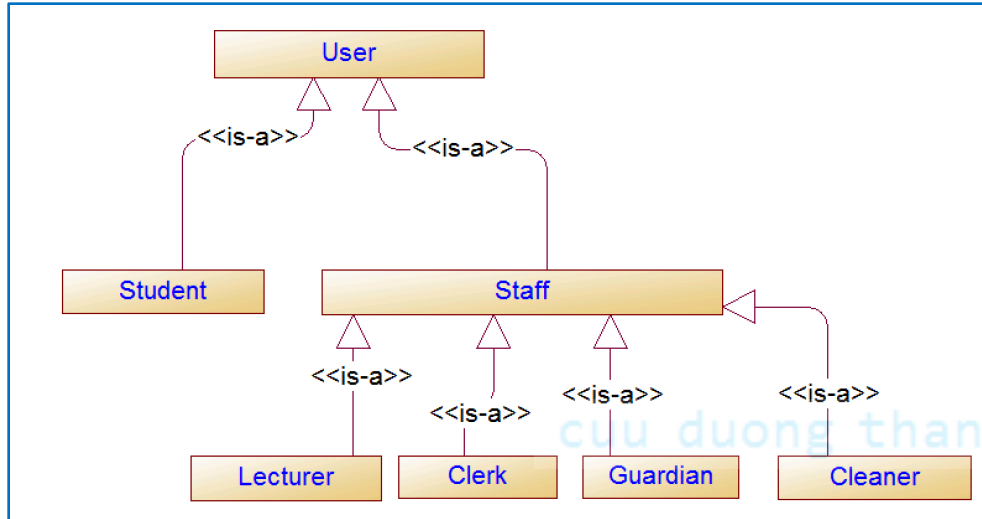 User
<<is-a>>
<<is-a>>
Student
Staff
<<is-a>>
<<is-a>>
<<is-a>>
<<is-a>>
cuu duong than
Lecturer
Clerk
Guardian
Cleaner